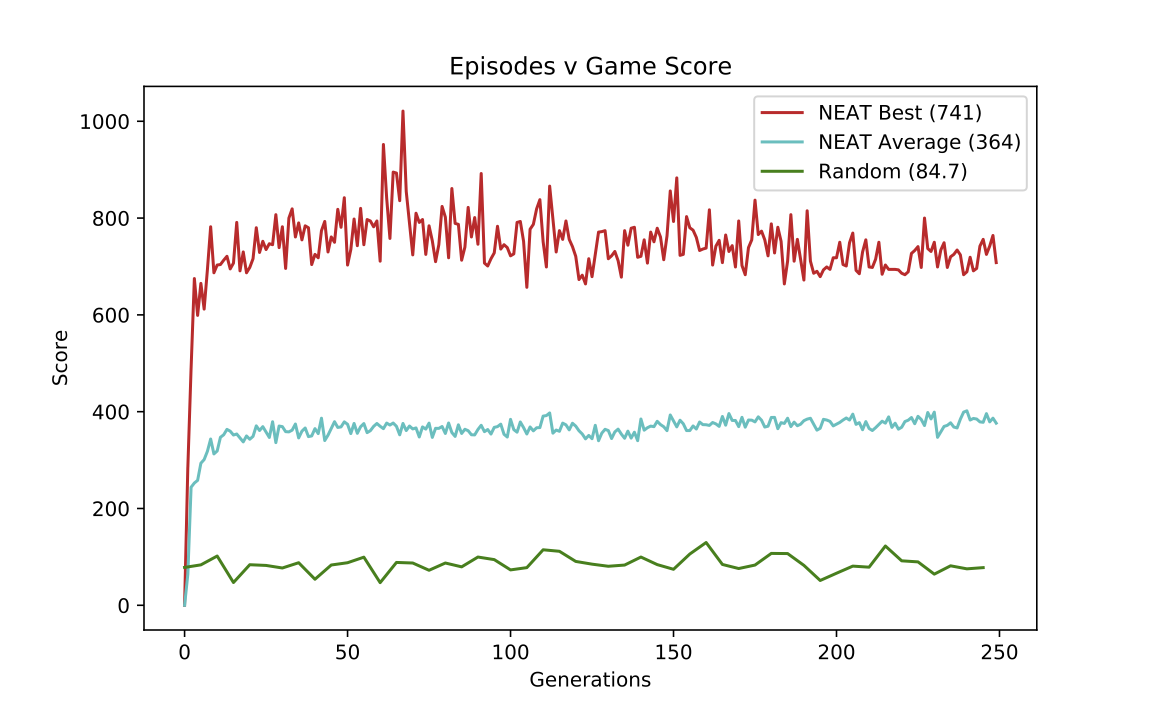 Episodes v Game Score
NEAT Best (741)
NEAT Average (364)
Random (84.7)
Score
1000
800
600
400
200
0
0 50 100 150 200 250
Generations